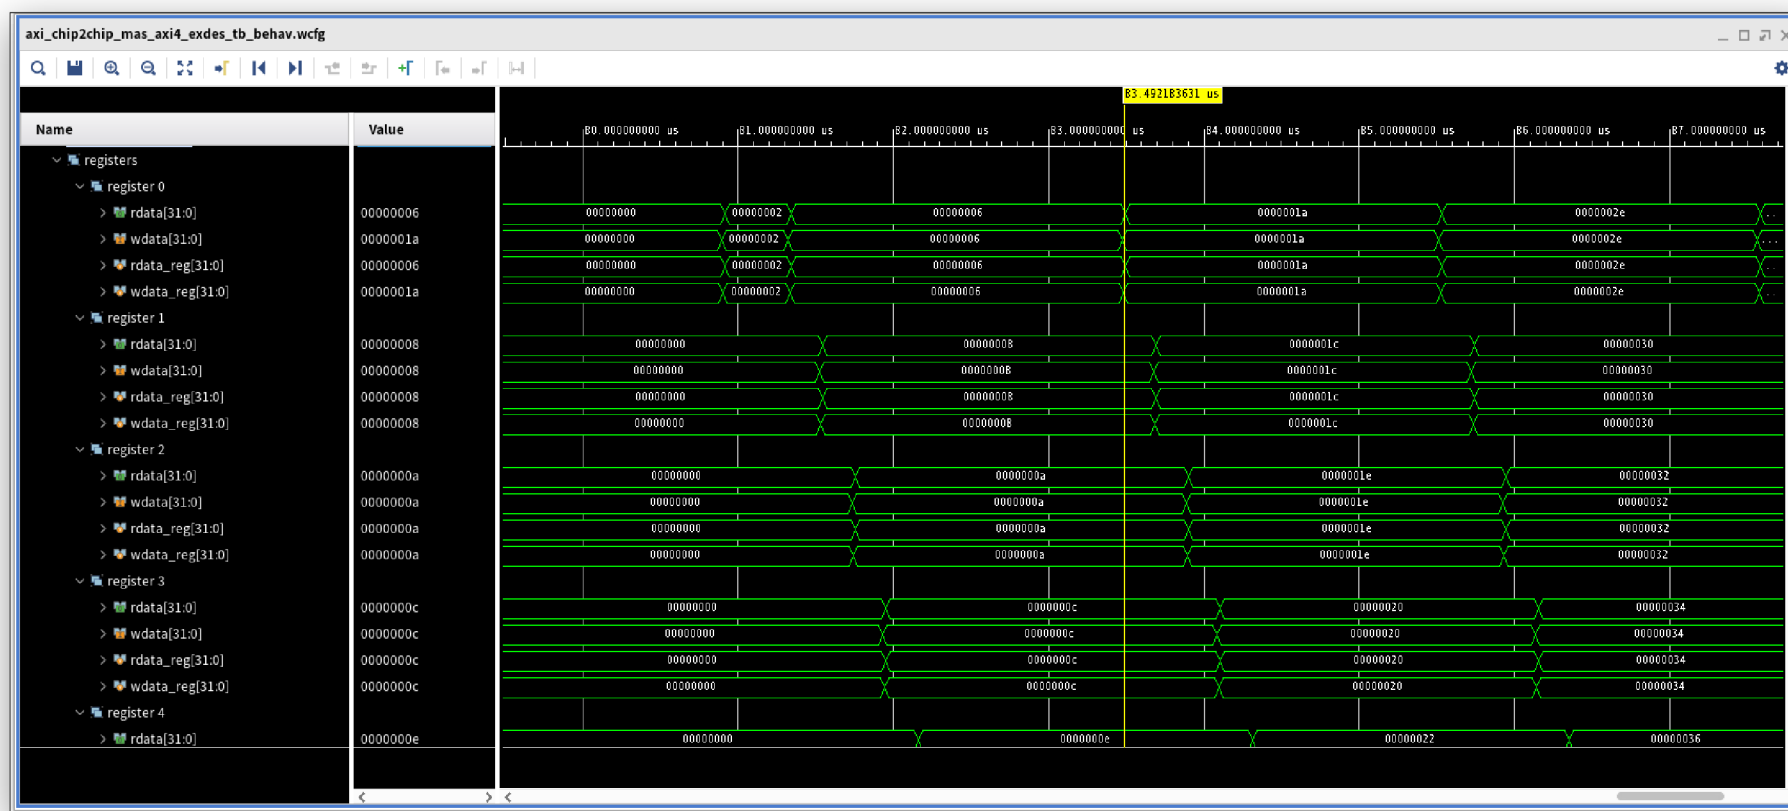 axi_chip2chip_mas_axi4_exdes_tb_behav.wcfg
83.492183631 us
Name Value
80.000000000 us 81.000000000 us 82.000000000 us 83.000000000 us 84.000000000 us 85.000000000 us 86.000000000 us 87.000000000 us
registers
register 0
rdata[31:0] 00000006 00000000 00000002 00000006 0000001a 0000002e ...
wdata[31:0] 0000001a 00000000 00000002 00000006 0000001a 0000002e ...
rdata_reg[31:0] 00000006 00000000 00000002 00000006 0000001a 0000002e ...
wdata_reg[31:0] 0000001a 00000000 00000002 00000006 0000001a 0000002e ...
register 1
rdata[31:0] 00000008 00000000 00000008 0000001c 00000030
wdata[31:0] 00000008 00000000 00000008 0000001c 00000030
rdata_reg[31:0] 00000008 00000000 00000008 0000001c 00000030
wdata_reg[31:0] 00000008 00000000 00000008 0000001c 00000030
register 2
rdata[31:0] 0000000a 00000000 0000000a 0000001e 00000032
wdata[31:0] 0000000a 00000000 0000000a 0000001e 00000032
rdata_reg[31:0] 0000000a 00000000 0000000a 0000001e 00000032
wdata_reg[31:0] 0000000a 00000000 0000000a 0000001e 00000032
register 3
rdata[31:0] 0000000c 00000000 0000000c 00000020 00000034
wdata[31:0] 0000000c 00000000 0000000c 00000020 00000034
rdata_reg[31:0] 0000000c 00000000 0000000c 00000020 00000034
wdata_reg[31:0] 0000000c 00000000 0000000c 00000020 00000034
register 4
rdata[31:0] 0000000e 00000000 0000000e 00000022 00000036